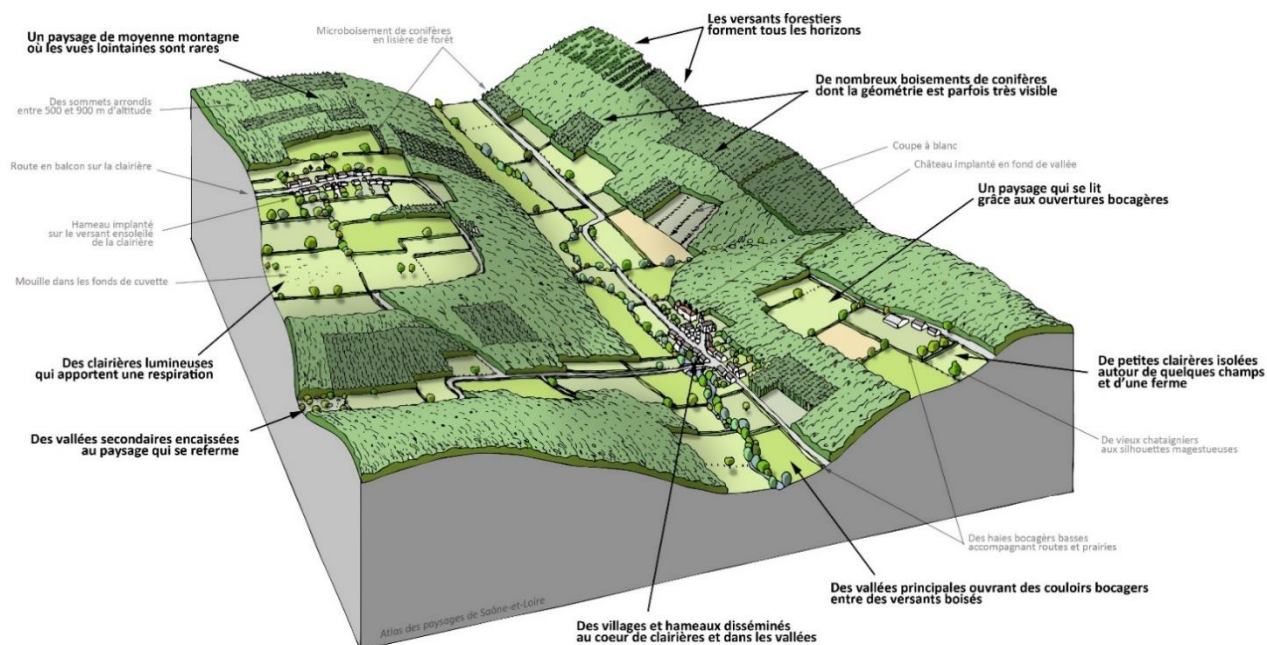 Un paysage de moyenne montagne
où les vues lointaines sont rares
Microboisement de conifères
en lisière de forêt
Les versants forestiers
forment tous les horizons
De nombreux boisements de conifères
dont la géométrie est parfois très visible
Des sommets arrondis
entre 500 et 900 m d'altitude
Route en balcon sur la clairière
Hameau implanté
sur le versant ensoleillé
de la clairière
Mouille dans les fonds de cuvette
Coupe à blanc
Château implanté en fond de vallée
Un paysage qui se lit
grâce aux ouvertures bocagères
Des clairières lumineuses
qui apportent une respiration
De petites clairères isolées
autour de quelques champs
et d'une ferme
Des vallées secondaires encaissées
au paysage qui se referme
De vieux chataigniers
aux silhouettes magestueuses
Des haies bocagèrs basses
accompagnant routes et prairies
Des vallées principales ouvrant des couloirs bocagers
entre des versants boisés
Des villages et hameaux disséminés
au coeur de clairières et dans les vallées
Atlas des paysages de Saône-et-Loire